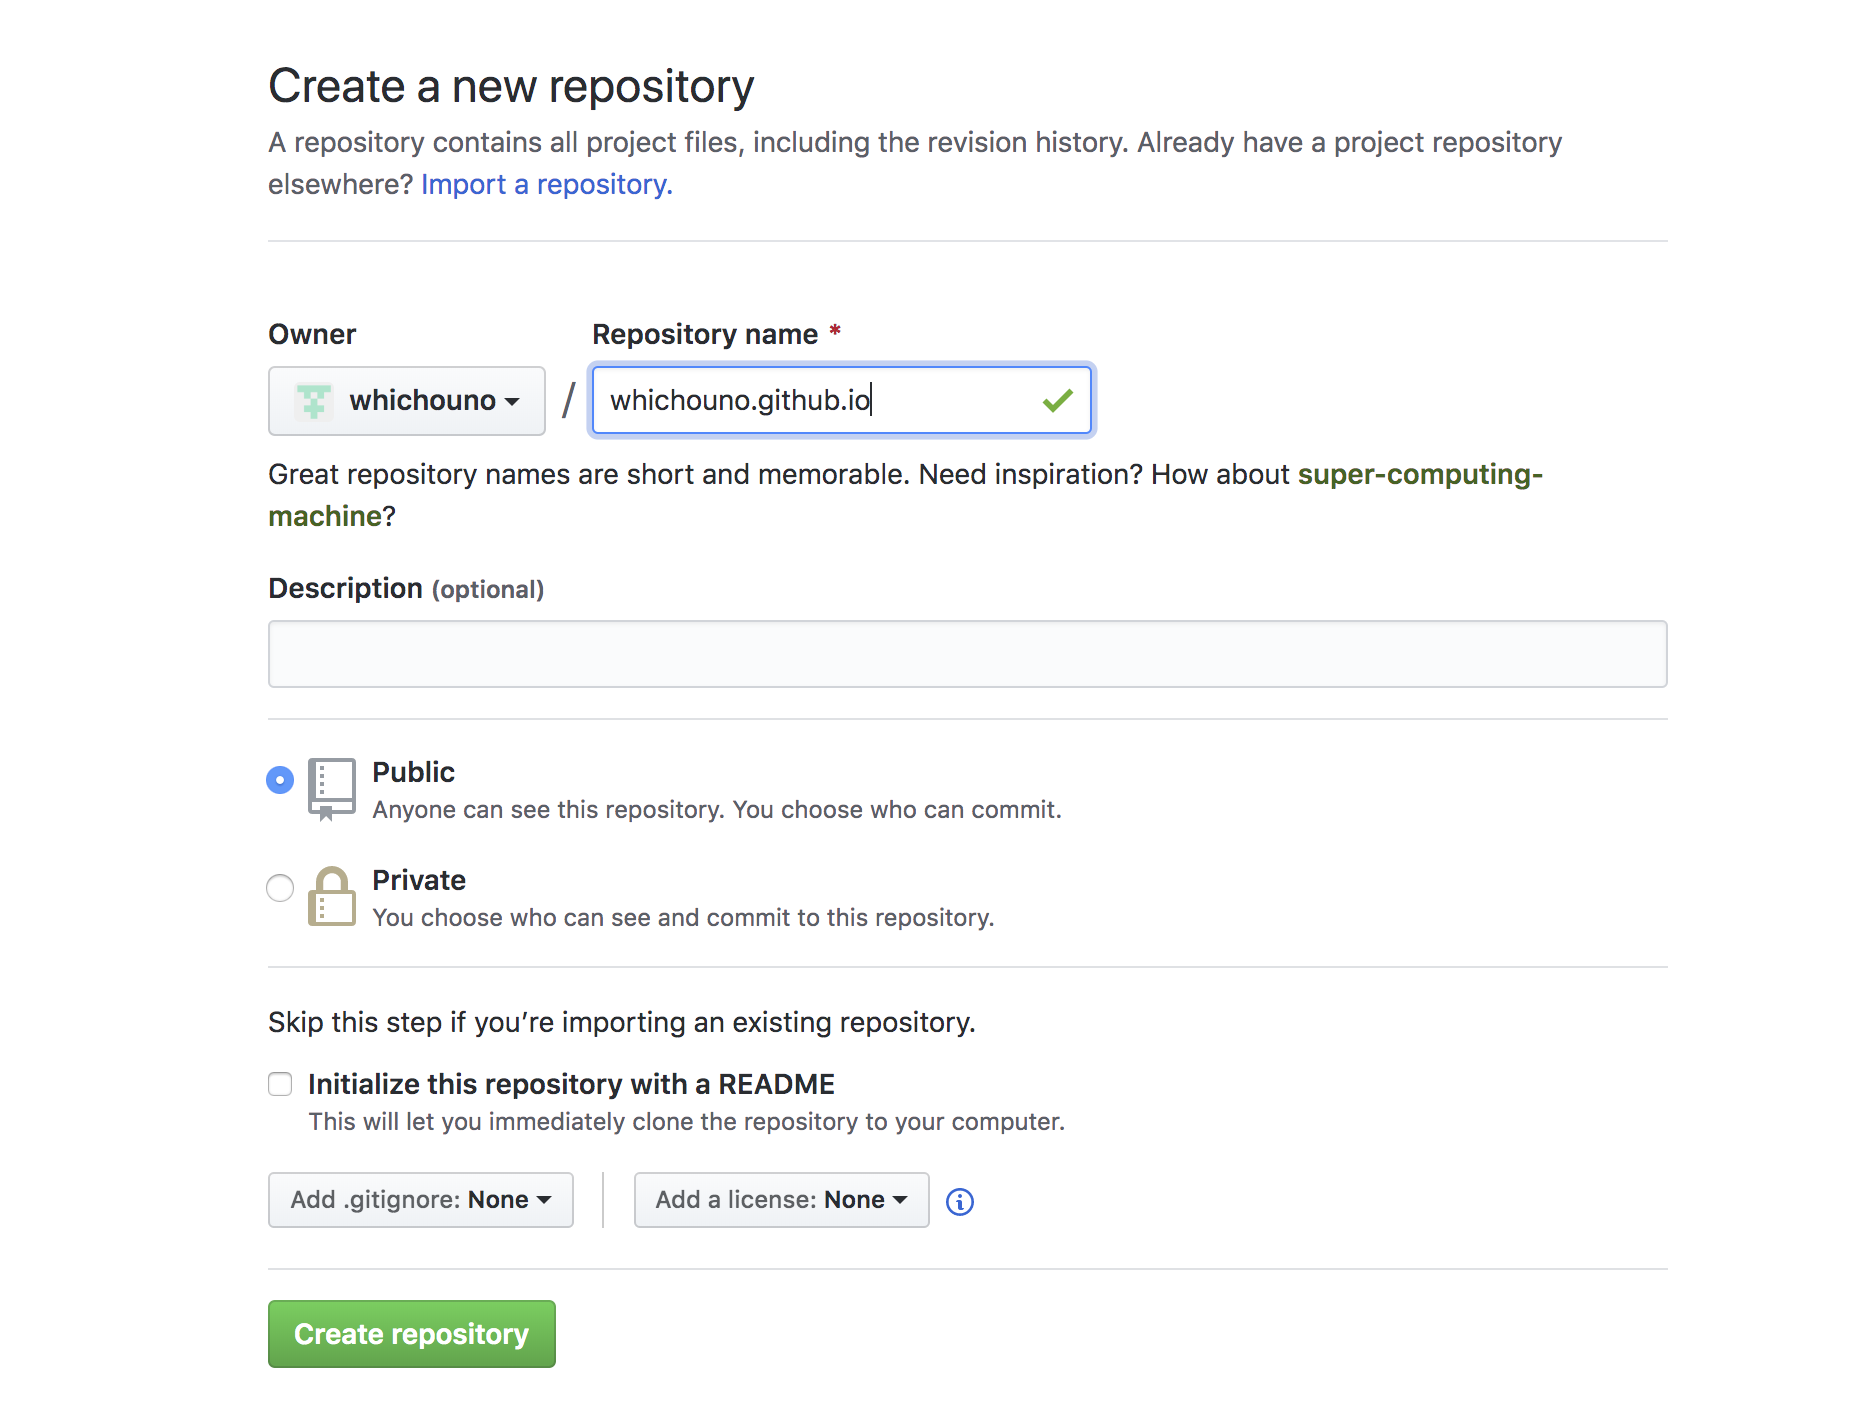 Create a new repository
A repository contains all project files, including the revision history. Already have a project repository
elsewhere? Import a repository.
Owner
Repository name *
whichouno / whichouno.github.io
Great repository names are short and memorable. Need inspiration? How about super-computing-
machine?
Description (optional)
Public
Anyone can see this repository. You choose who can commit.
Private
You choose who can see and commit to this repository.
Skip this step if you’re importing an existing repository.
Initialize this repository with a README
This will let you immediately clone the repository to your computer.
Add .gitignore: None
Add a license: None
Create repository